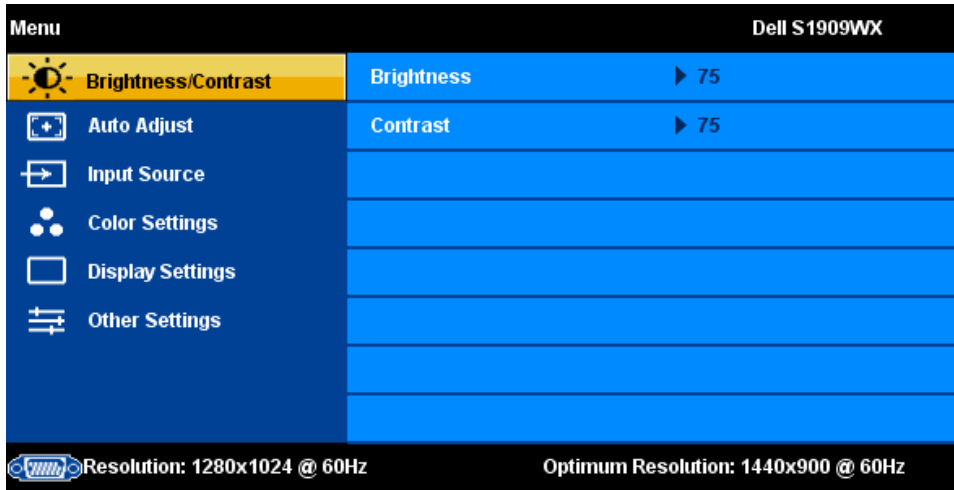 Menu Dell S1909WX
Brightness/Contrast Brightness 75
Auto Adjust Contrast 75
Input Source
Color Settings
Display Settings
Other Settings
Resolution: 1280x1024 @ 60Hz Optimum Resolution: 1440x900 @ 60Hz